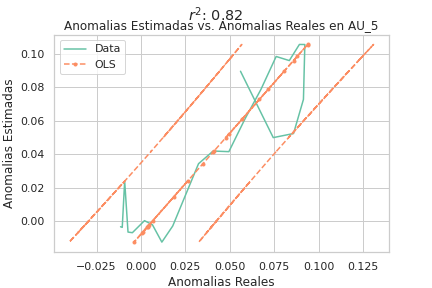 r²: 0.82
Anomalias Estimadas vs. Anomalias Reales en AU_5
Data
OLS
Anomalias Estimadas
0.10
0.08
0.06
0.04
0.02
0.00
−0.025 0.000 0.025 0.050 0.075 0.100 0.125
Anomalias Reales